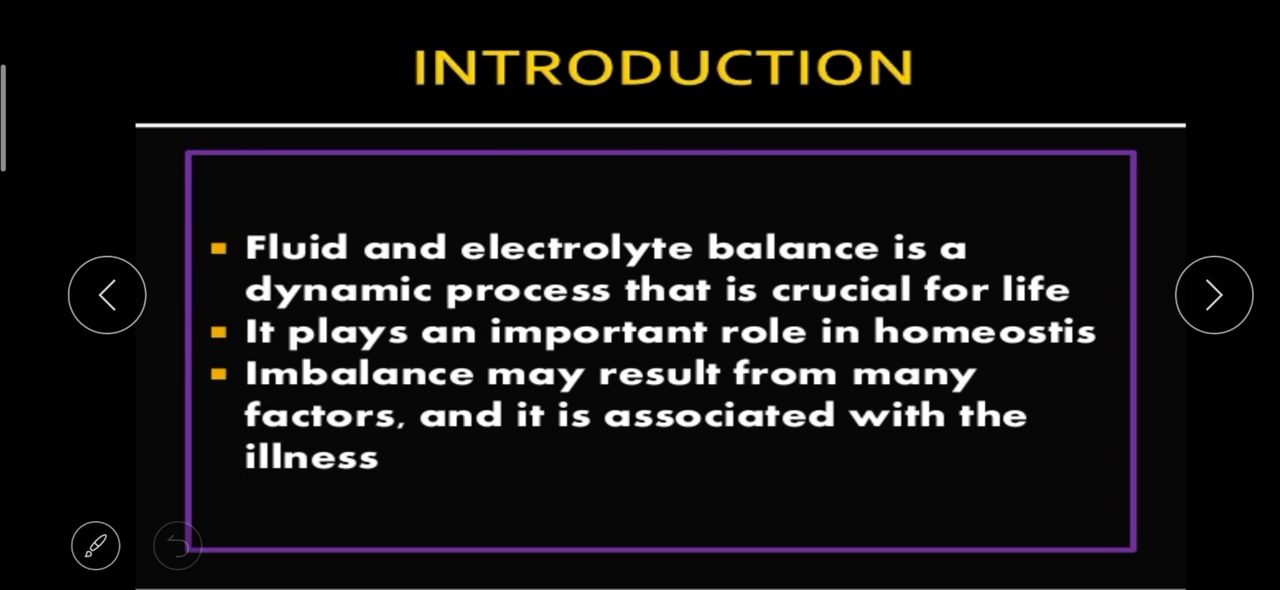 INTRODUCTION
Fluid and electrolyte balance is a
dynamic process that is crucial for life
It plays an important role in homeostis
Imbalance may result from many
factors, and it is associated with the
illness